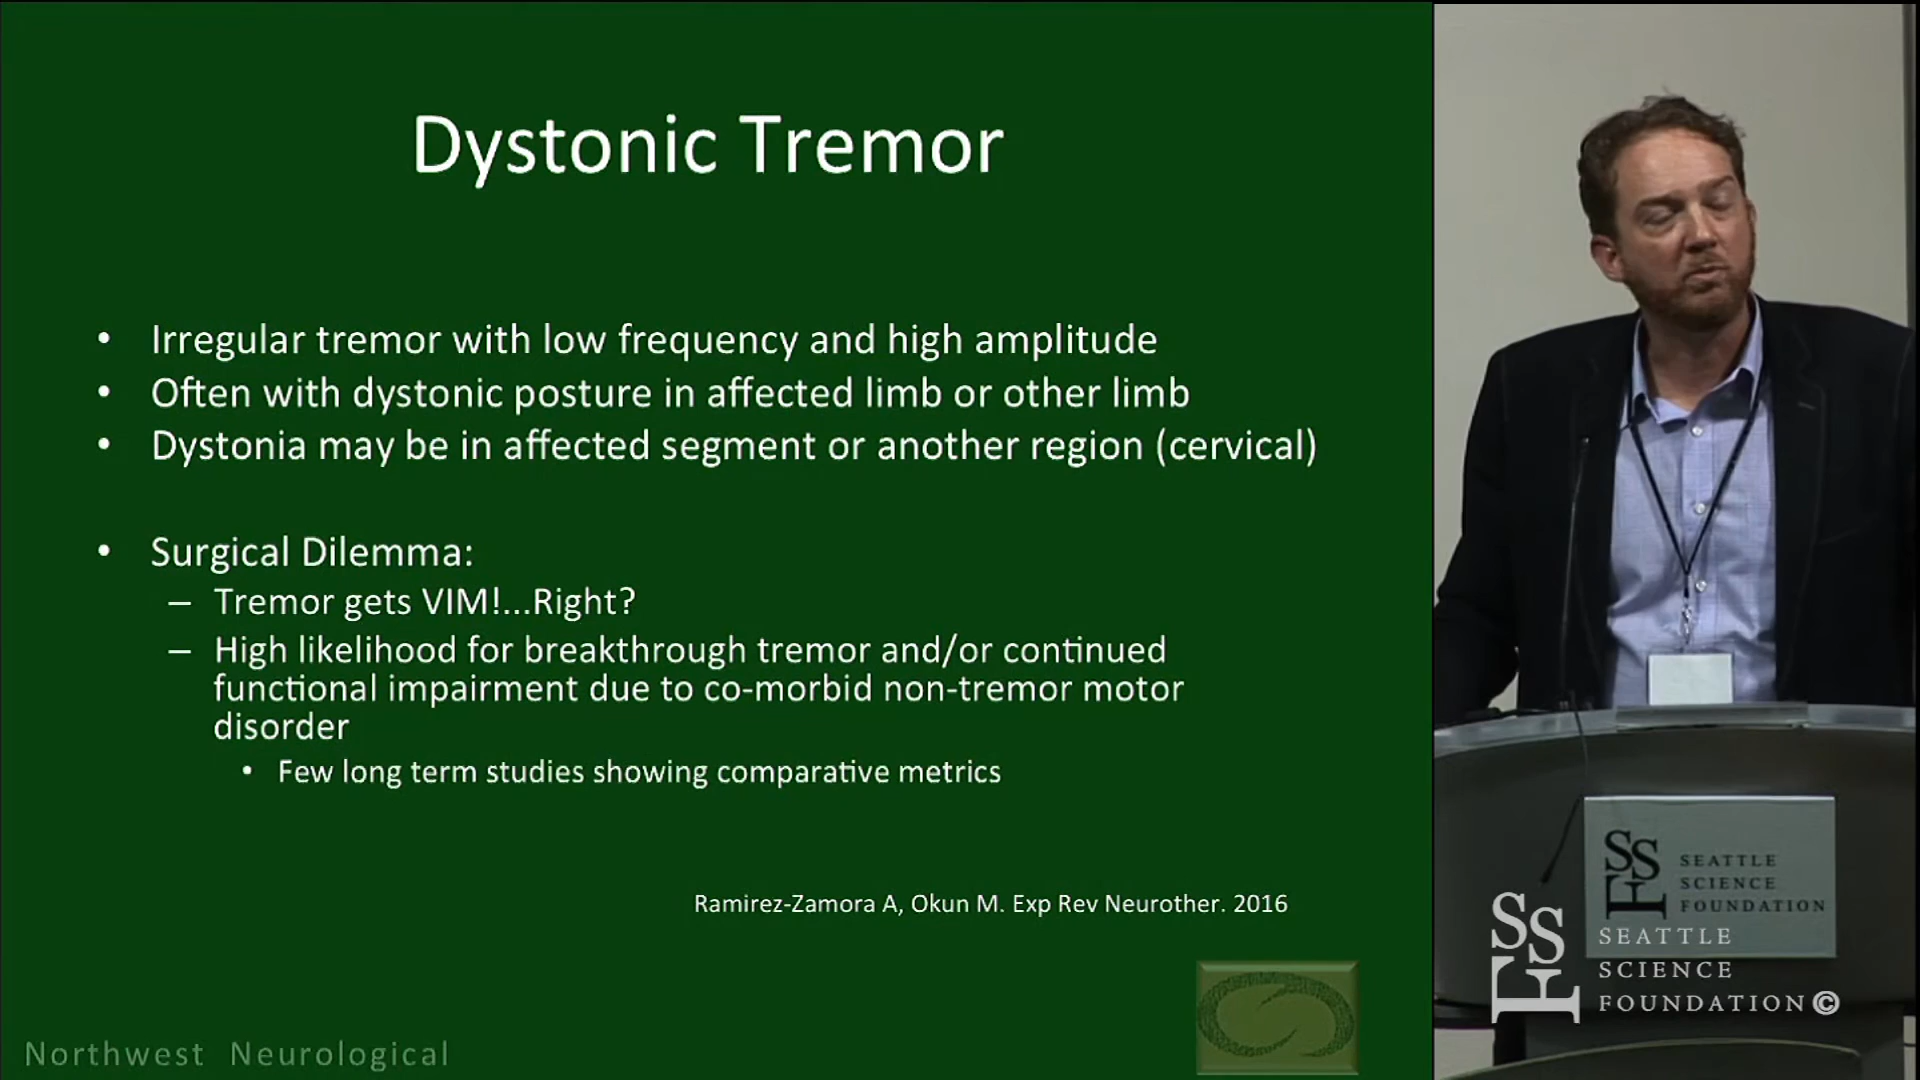 Dystonic Tremor
• Irregular tremor with low frequency and high amplitude
• Often with dystonic posture in affected limb or other limb
• Dystonia may be in affected segment or another region (cervical)
• Surgical Dilemma:
– Tremor gets VIM!...Right?
– High likelihood for breakthrough tremor and/or continued
functional impairment due to co-morbid non-tremor motor
disorder
• Few long term studies showing comparative metrics
Ramirez-Zamora A, Okun M. Exp Rev Neurother. 2016
Northwest Neurological
SSF
SEATTLE
SCIENCE
FOUNDATION
SSF
SEATTLE
SCIENCE
FOUNDATION©